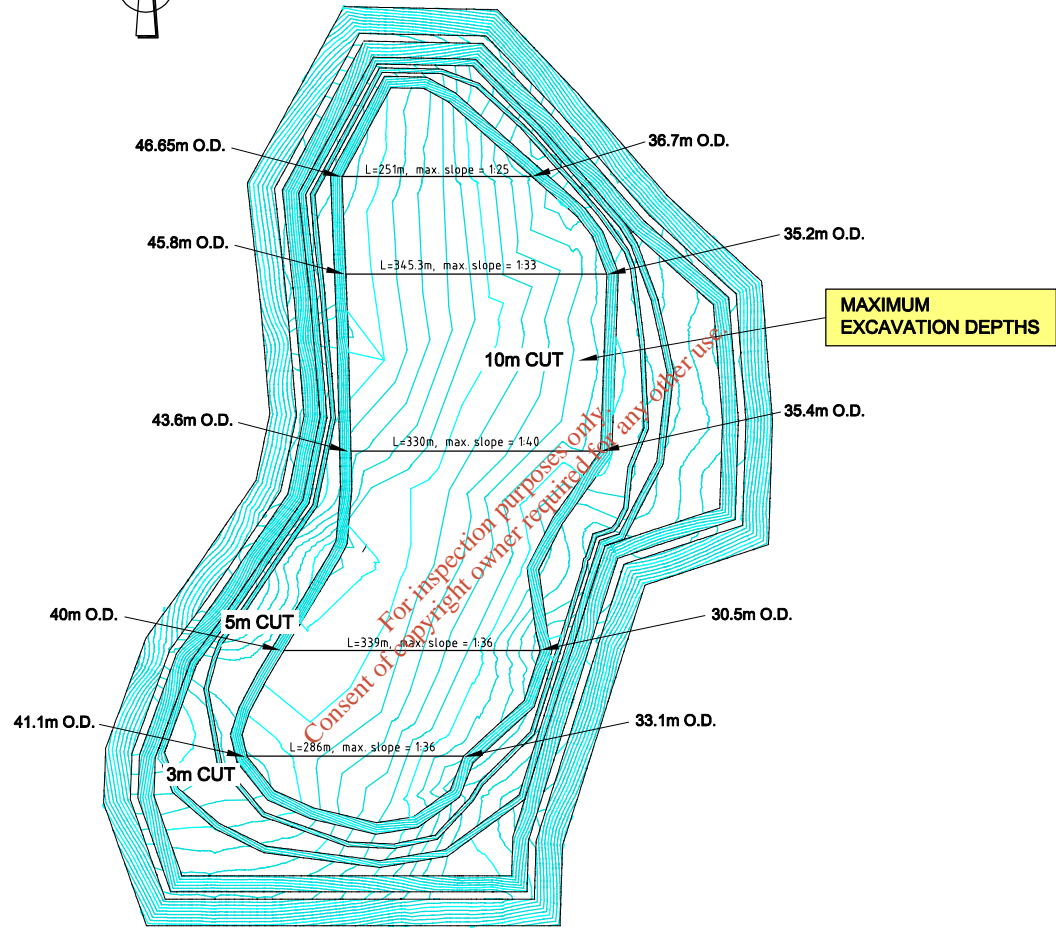 46.65m O.D.
36.7m O.D.
L=251m, max. slope = 1:25
45.8m O.D.
35.2m O.D.
L=345.3m, max. slope = 1:33
MAXIMUM
EXCAVATION DEPTHS
10m CUT
43.6m O.D.
35.4m O.D.
L=330m, max. slope = 1:40
For inspection purposes only.
Consent of copyright owner required for any other use.
40m O.D.
5m CUT
30.5m O.D.
L=339m, max. slope = 1:36
41.1m O.D.
33.1m O.D.
L=286m, max. slope = 1:36
3m CUT